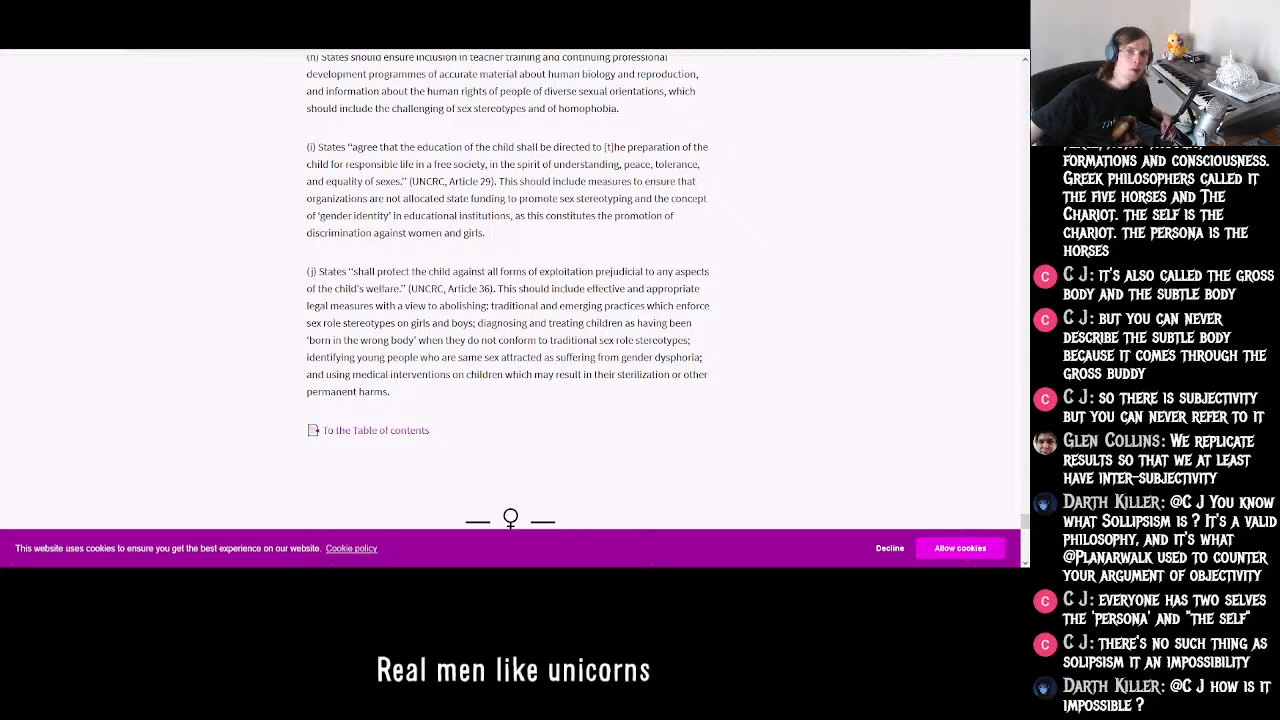 (h) States should ensure inclusion in teacher training and continuing professional
development programmes of accurate material about human biology and reproduction,
and information about the human rights of people of diverse sexual orientations, which
should include the challenging of sex stereotypes and of homophobia.
(i) States “agree that the education of the child shall be directed to [t]he preparation of the
child for responsible life in a free society, in the spirit of understanding, peace, tolerance,
and equality of sexes.” (UNCRC, Article 29). This should include measures to ensure that
organizations are not allocated state funding to promote sex stereotyping and the concept
of ‘gender identity’ in educational institutions, as this constitutes the promotion of
discrimination against women and girls.
(j) States “shall protect the child against all forms of exploitation prejudicial to any aspects
of the child’s welfare.” (UNCRC, Article 36). This should include effective and appropriate
legal measures with a view to abolishing: traditional and emerging practices which enforce
sex role stereotypes on girls and boys; diagnosing and treating children as having been
‘born in the wrong body’ when they do not conform to traditional sex role stereotypes;
identifying young people who are same sex attracted as suffering from gender dysphoria;
and using medical interventions on children which may result in their sterilization or other
permanent harms.
To the Table of contents
This website uses cookies to ensure you get the best experience on our website. Cookie policy
Decline
Allow cookies
Real men like unicorns
FORMATIONS AND CONSCIOUSNESS.
GREEK PHILOSOPHERS CALLED IT
THE FIVE HORSES AND THE
CHARIOT. THE SELF IS THE
CHARIOT. THE PERSONA IS THE
HORSES
C J: IT'S ALSO CALLED THE GROSS
BODY AND THE SUBTLE BODY
C J: BUT YOU CAN NEVER
DESCRIBE THE SUBTLE BODY
BECAUSE IT COMES THROUGH THE
GROSS BUDDY
C J: SO THERE IS SUBJECTIVITY
BUT YOU CAN NEVER REFER TO IT
GLEN COLLINS: WE REPLICATE
RESULTS SO THAT WE AT LEAST
HAVE INTER-SUBJECTIVITY
DARTH KILLER: @C J YOU KNOW
WHAT SOLLIPSISM IS ? IT'S A VALID
PHILOSOPHY, AND IT'S WHAT
@PLANARWALK USED TO COUNTER
YOUR ARGUMENT OF OBJECTIVITY
C J: EVERYONE HAS TWO SELVES
THE 'PERSONA' AND "THE SELF"
C J: THERE'S NO SUCH THING AS
SOLIPSISM IT AN IMPOSSIBILITY
DARTH KILLER: @C J HOW IS IT
IMPOSSIBLE ?